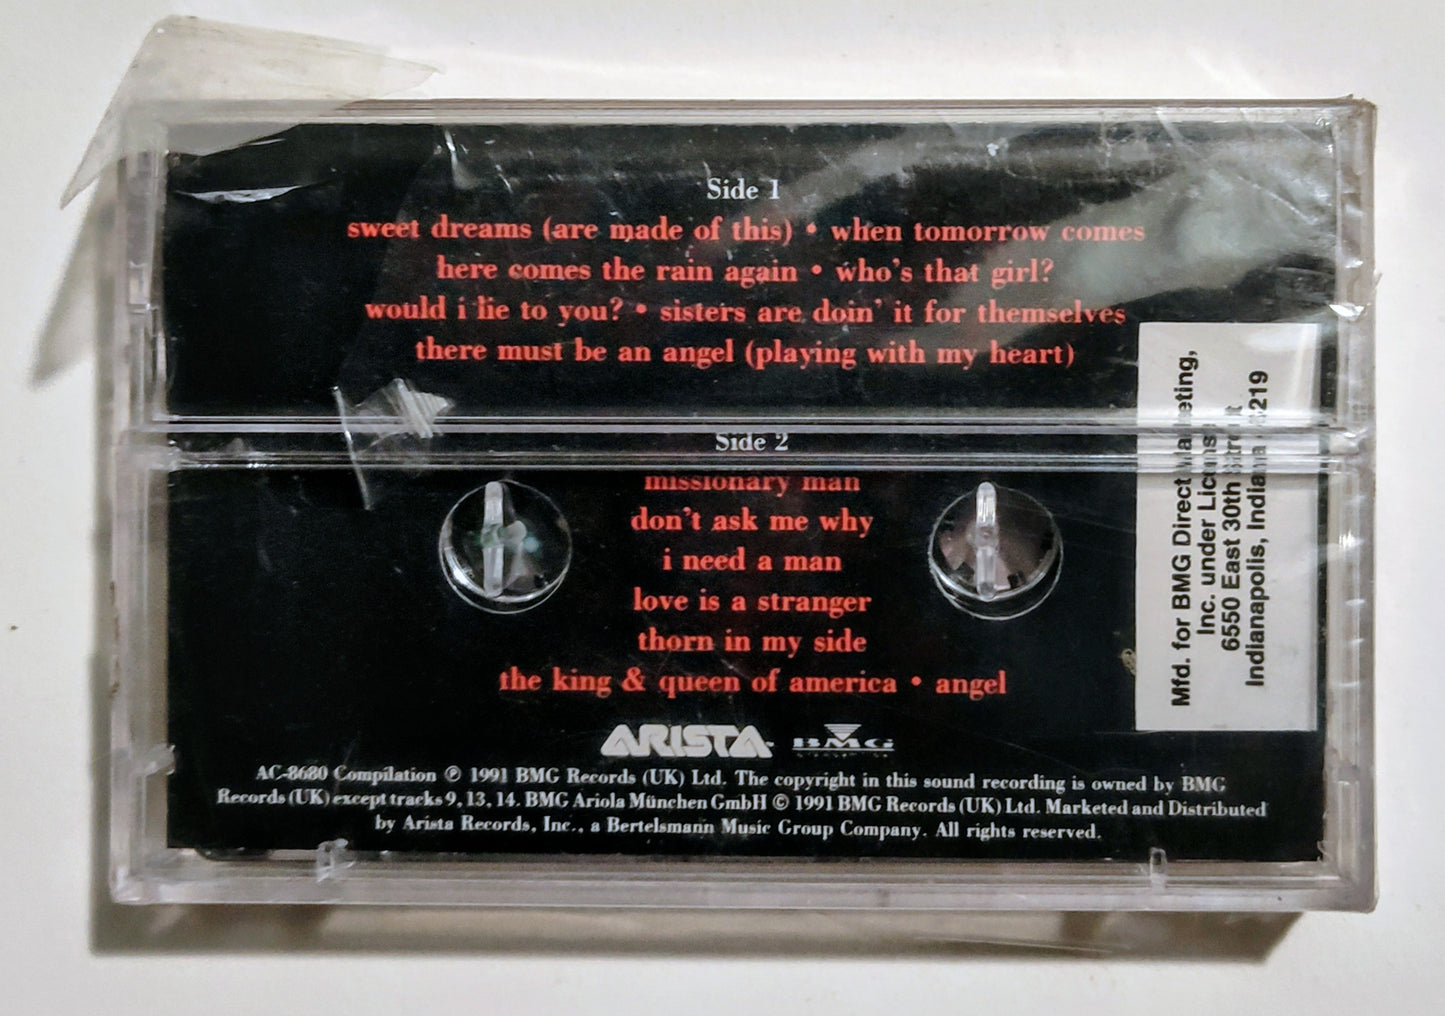 Side 1
sweet dreams (are made of this) • when tomorrow comes
here comes the rain again • who's that girl?
would i lie to you? • sisters are doin' it for themselves
there must be an angel (playing with my heart)
Side 2
missionary man
don't ask me why
i need a man
love is a stranger
thorn in my side
the king & queen of america • angel
ARISTA BMG
AC-8680 Compilation ℗ 1991 BMG Records (UK) Ltd. The copyright in this sound recording is owned by BMG
Records (UK) except tracks 9, 13, 14. BMG Ariola München GmbH © 1991 BMG Records (UK) Ltd. Marketed and Distributed
by Arista Records, Inc., a Bertelsmann Music Group Company. All rights reserved.
Mfd. for BMG Direct Marketing,
Inc. under License
6550 East 30th Street
Indianapolis, Indiana